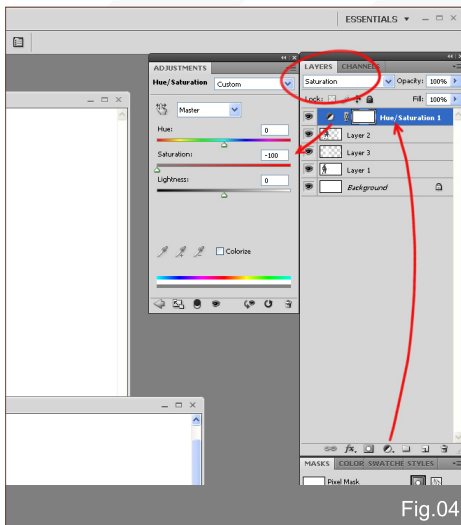 ESSENTIALS
ADJUSTMENTS
Hue/Saturation Custom
Master
Hue: 0
Saturation: -100
Lightness: 0
Colorize
LAYERS CHANNELS
Saturation Opacity: 100%
Lock: Fill: 100%
Hue/Saturation 1
Layer 2
Layer 3
Layer 1
Background
fx.
MASKS COLOR SWATCHE STYLES
Pixel Mask
Fig.04